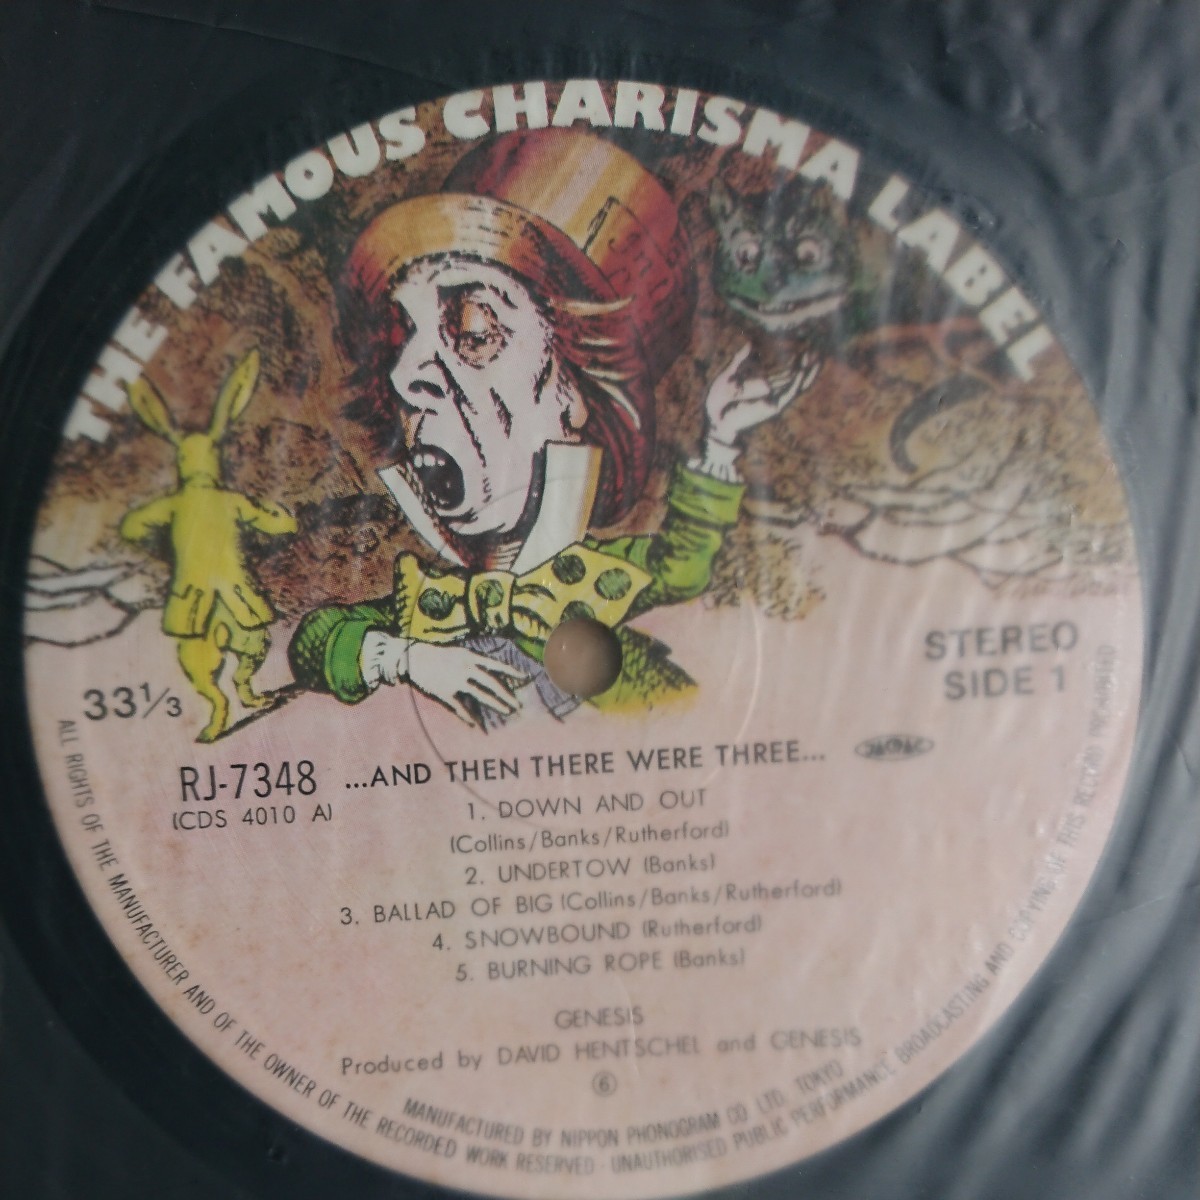 THE FAMOUS CHARISMA LABEL
33 1/3
STEREO
SIDE 1
RJ-7348
(CDS 4010 A)
...AND THEN THERE WERE THREE...
1. DOWN AND OUT
(Collins/Banks/Rutherford)
2. UNDERTOW (Banks)
3. BALLAD OF BIG (Collins/Banks/Rutherford)
4. SNOWBOUND (Rutherford)
5. BURNING ROPE (Banks)
GENESIS
Produced by DAVID HENTSCHEL and GENESIS
6
MANUFACTURED BY NIPPON PHONOGRAM CO LTD. TOKYO
ALL RIGHTS OF THE MANUFACTURER AND OF THE OWNER OF THE RECORDED WORK RESERVED · UNAUTHORISED PUBLIC PERFORMANCE BROADCASTING AND COPYING OF THIS RECORD PROHIBITED